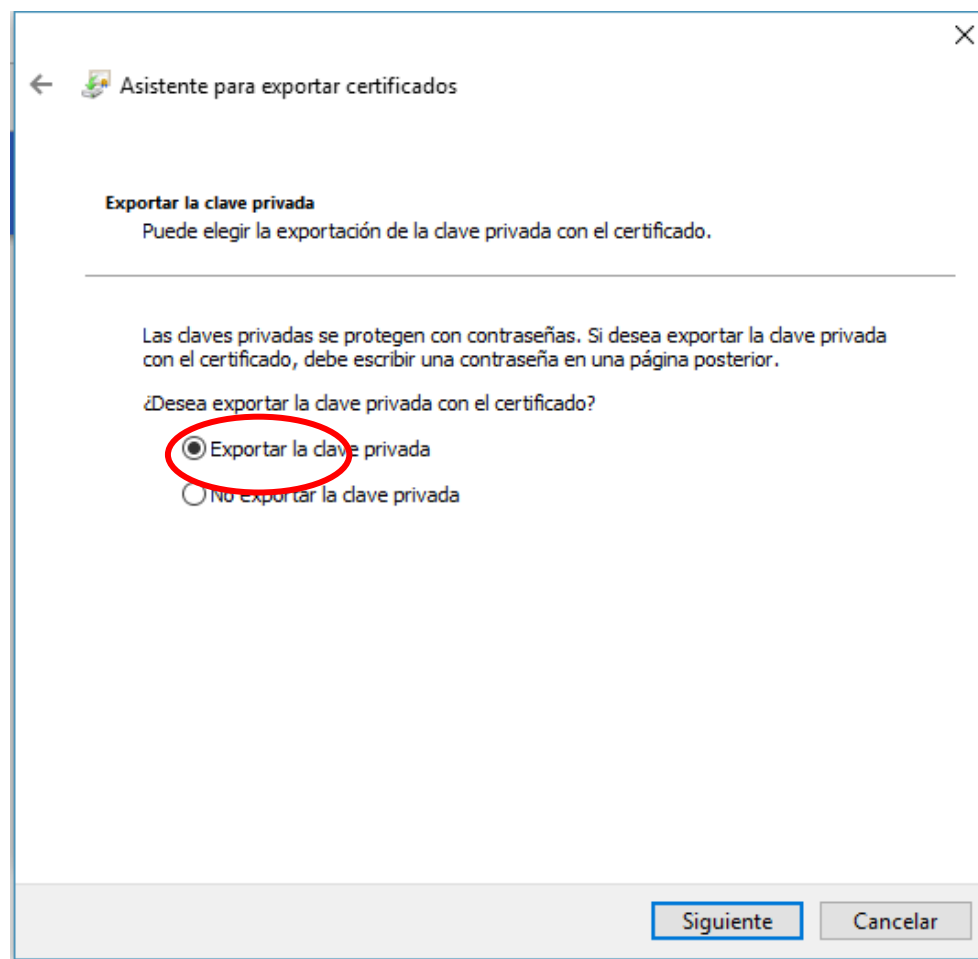 Asistente para exportar certificados
Exportar la clave privada
Puede elegir la exportación de la clave privada con el certificado.
Las claves privadas se protegen con contraseñas. Si desea exportar la clave privada
con el certificado, debe escribir una contraseña en una página posterior.
¿Desea exportar la clave privada con el certificado?
Exportar la clave privada
No exportar la clave privada
Siguiente
Cancelar